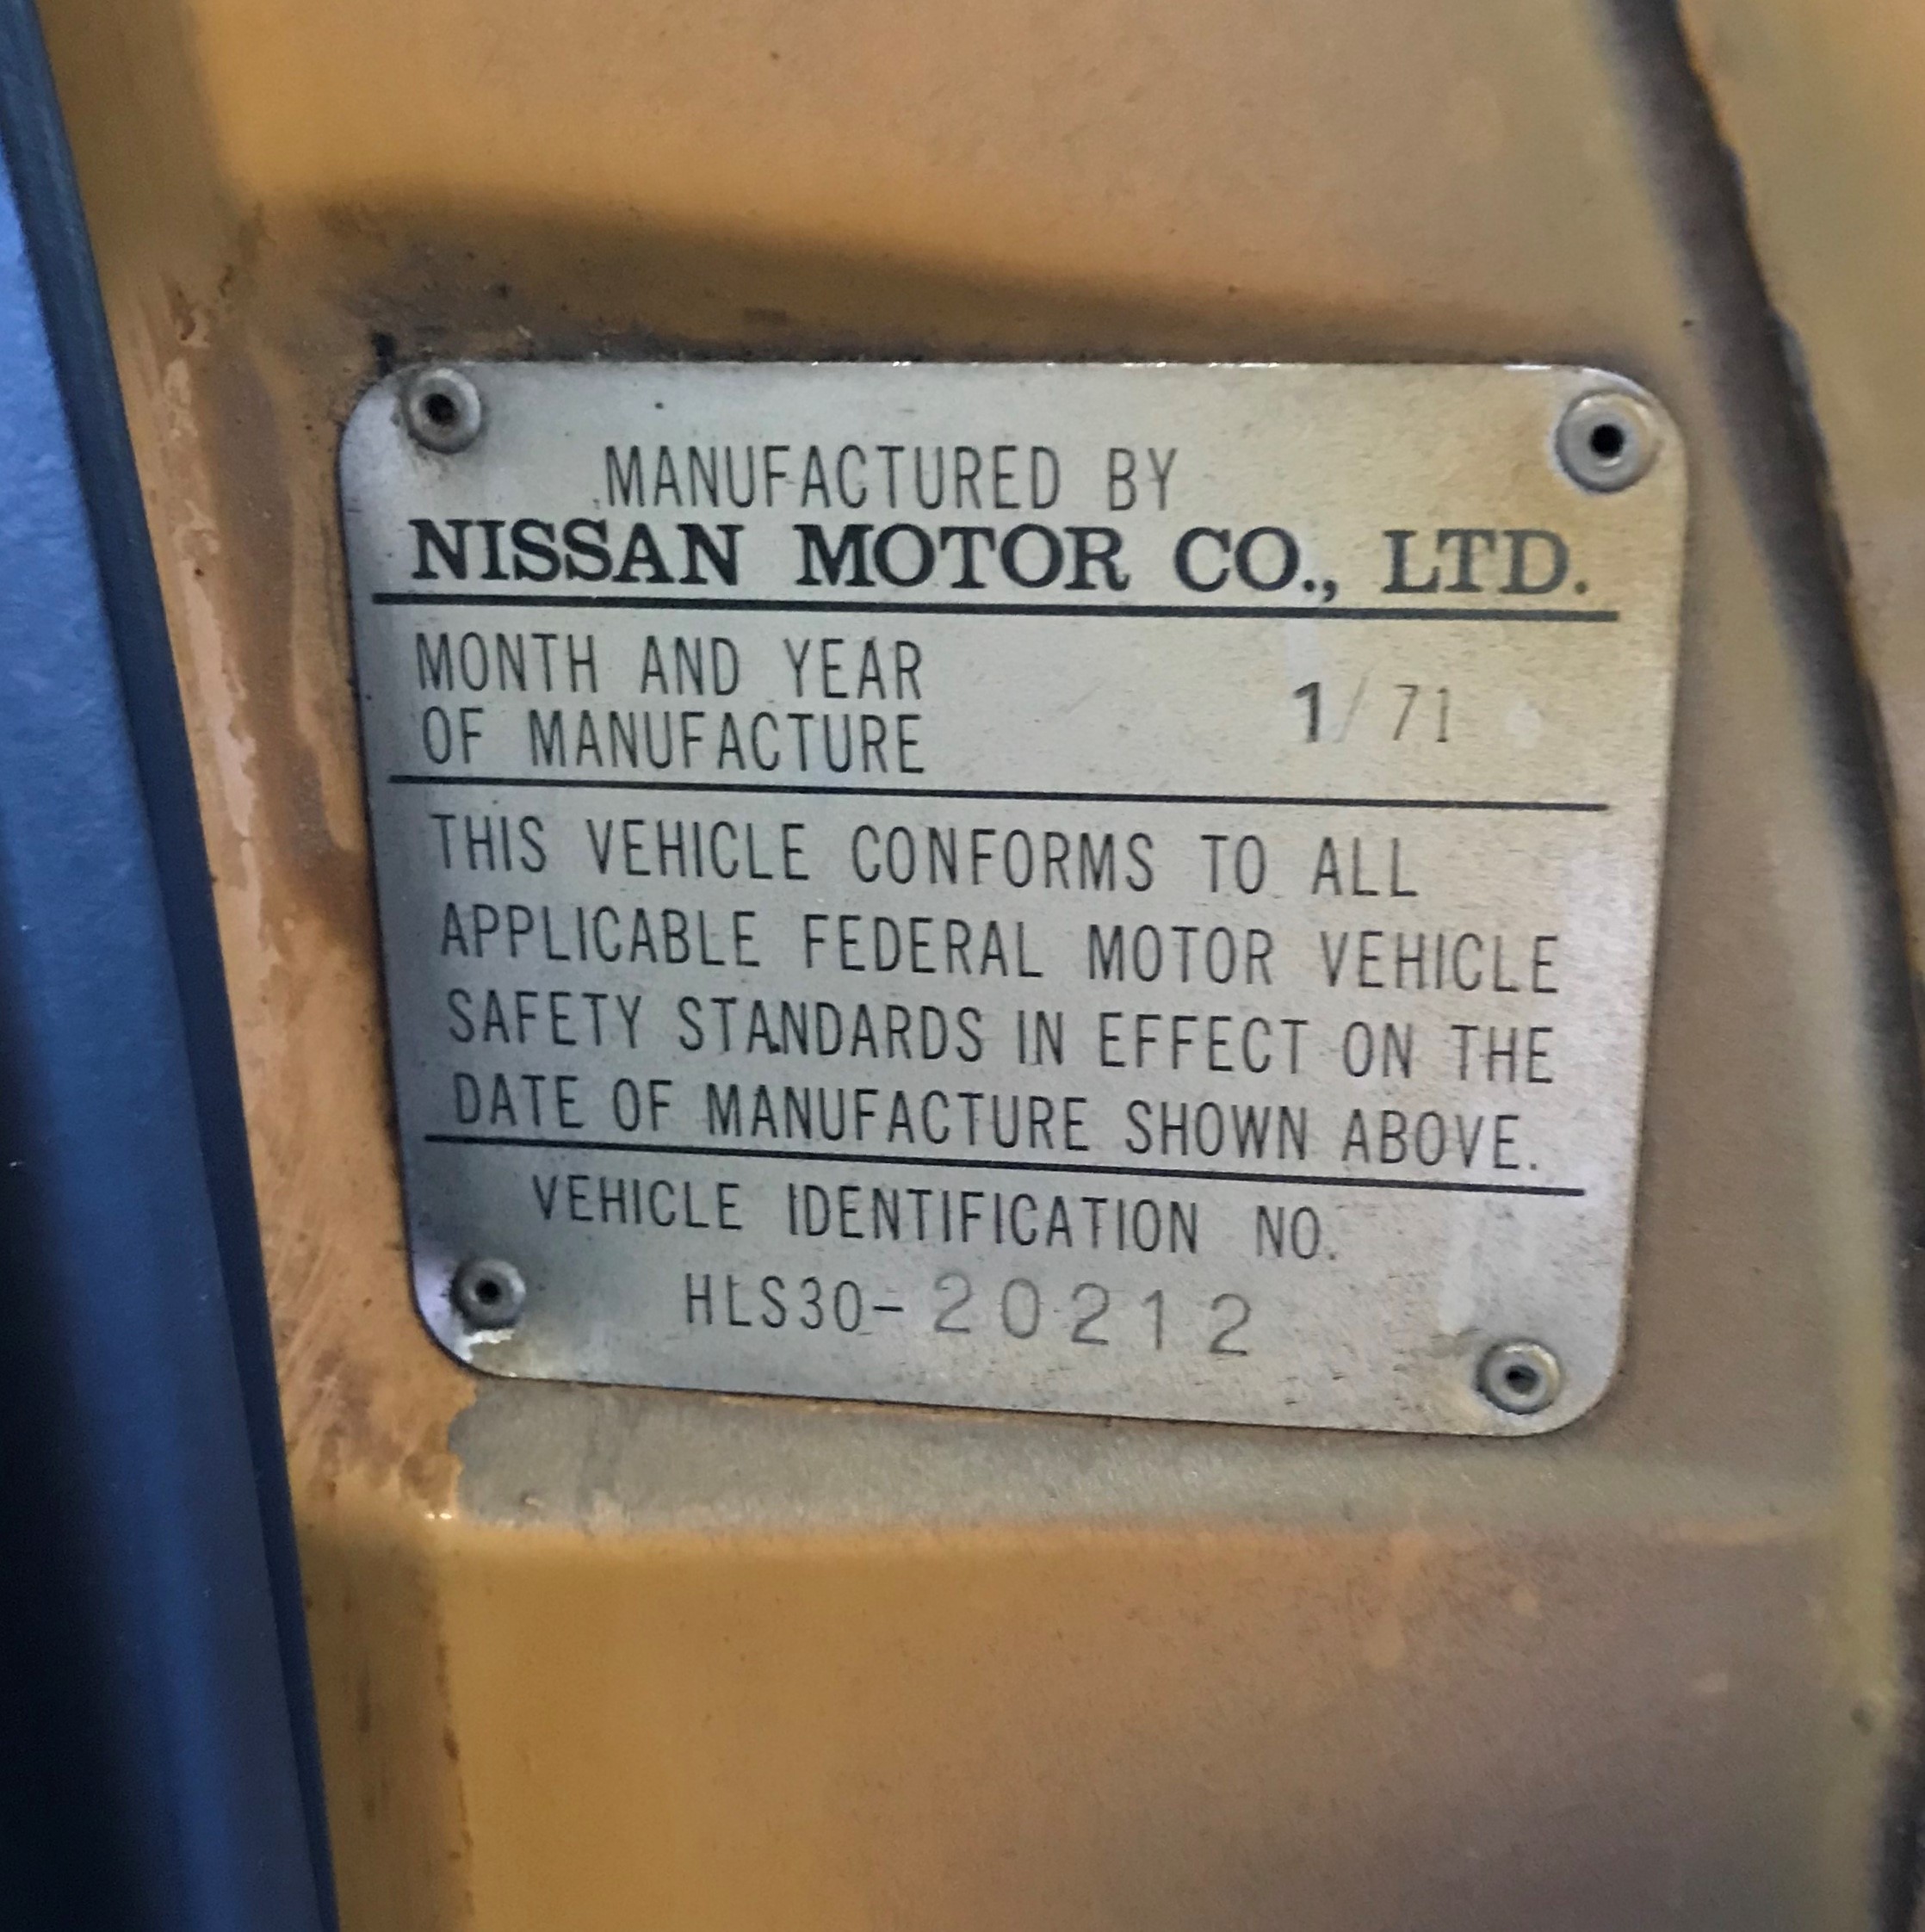 MANUFACTURED BY
NISSAN MOTOR CO., LTD.
MONTH AND YEAR
OF MANUFACTURE 1/71
THIS VEHICLE CONFORMS TO ALL
APPLICABLE FEDERAL MOTOR VEHICLE
SAFETY STANDARDS IN EFFECT ON THE
DATE OF MANUFACTURE SHOWN ABOVE.
VEHICLE IDENTIFICATION NO.
HLS30-20212